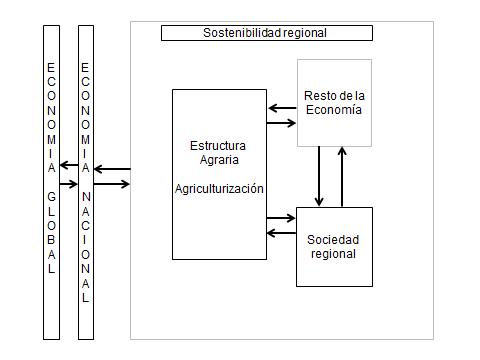 ECONOMIA GLOBAL
ECONOMIA NACIONAL
Sostenibilidad regional
Estructura
Agraria
Agriculturización
Resto de la
Economía
Sociedad
regional